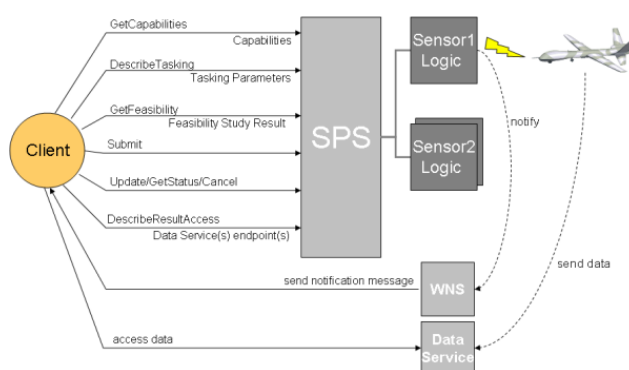 GetCapabilities
Capabilities
DescribeTasking
Tasking Parameters
GetFeasibility
Feasibility Study Result
Submit
Update/GetStatus/Cancel
DescribeResultAccess
Data Service(s) endpoint(s)
Client
SPS
Sensor1
Logic
Sensor2
Logic
notify
send data
send notification message
WNS
access data
Data
Service